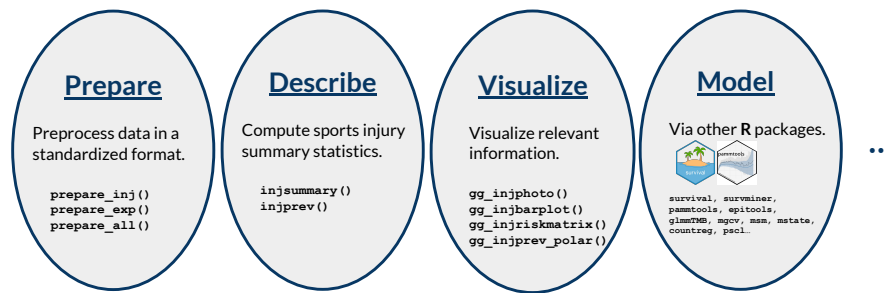 Prepare
Preprocess data in a
standardized format.
prepare_inj()
prepare_exp()
prepare_all()
Describe
Compute sports injury
summary statistics.
injsummary()
injprev()
Visualize
Visualize relevant
information.
gg_injphoto()
gg_injbarplot()
gg_injriskmatrix()
gg_injprev_polar()
Model
Via other R packages.
survival
pammtools
survival, survminer,
pammtools, epitools,
glmmTMB, mgcv, msm, mstate,
countreg, pscl…
..